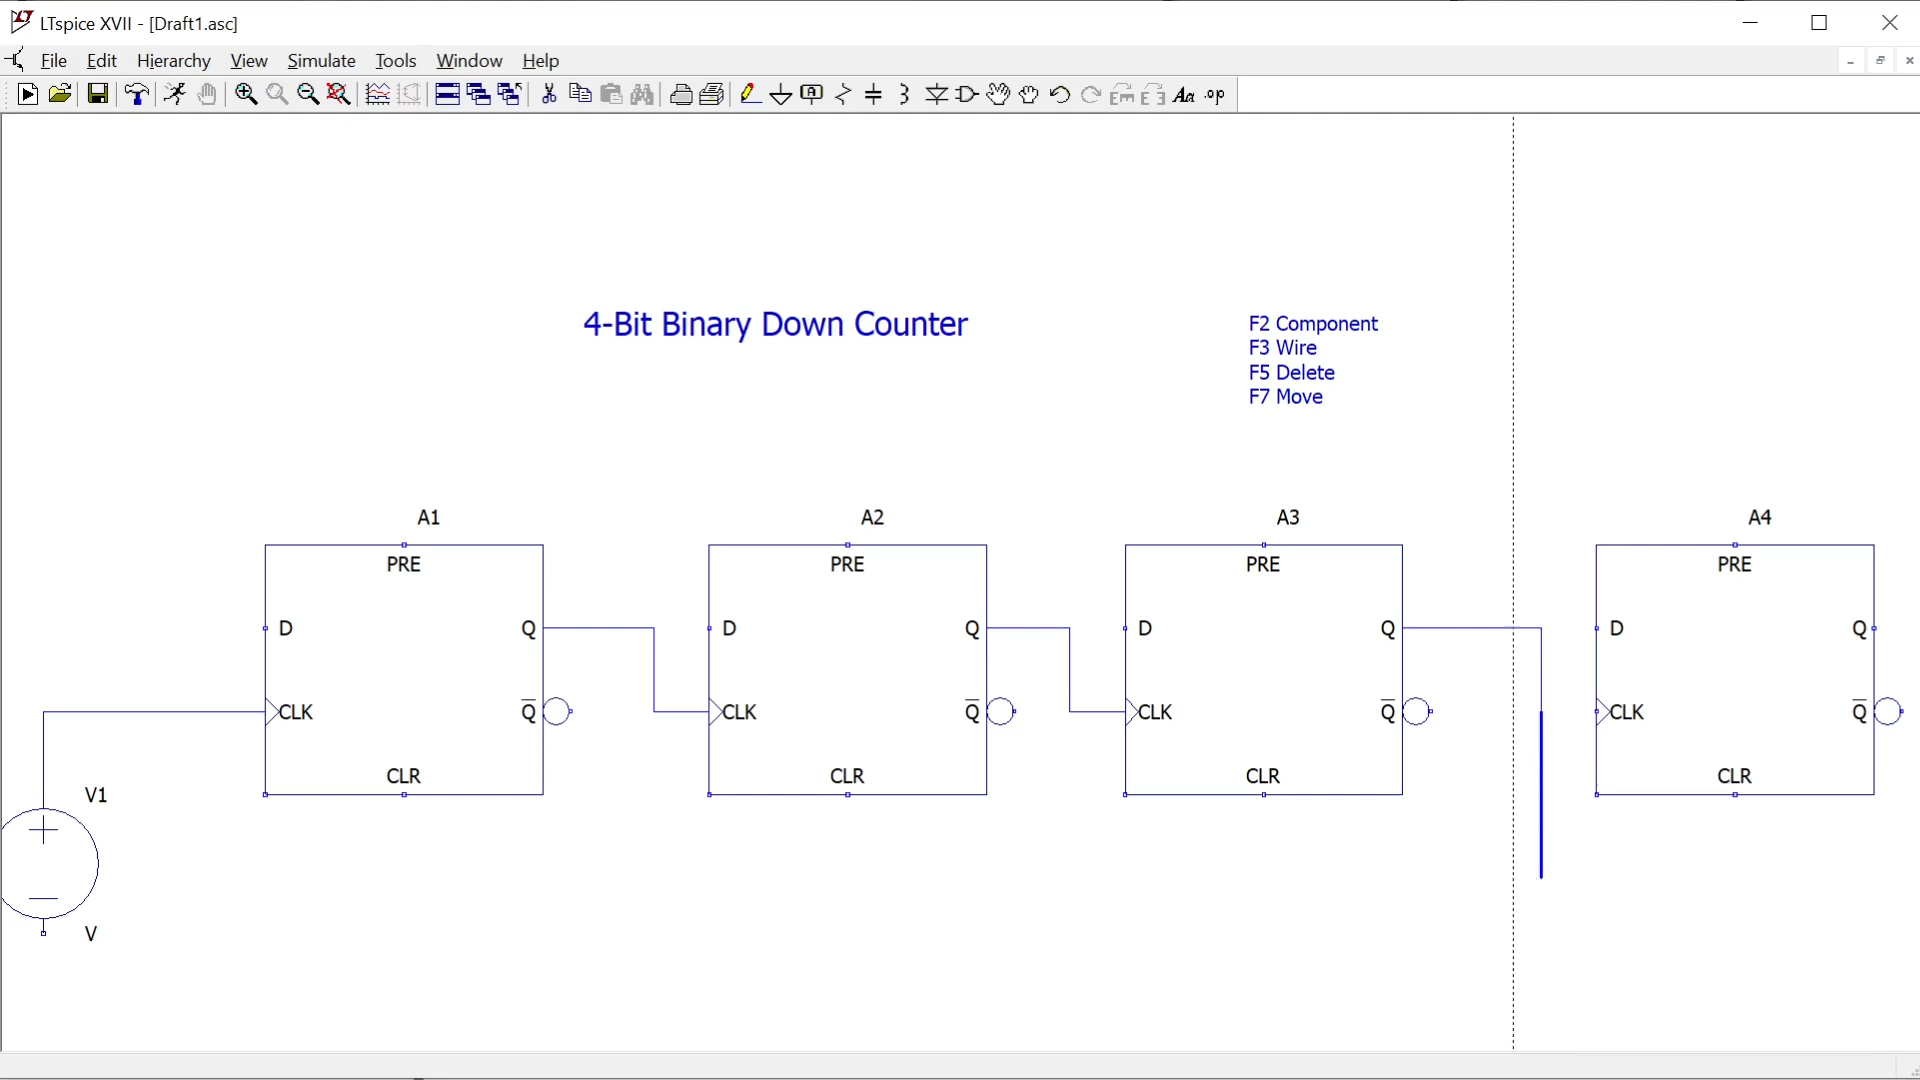 LTspice XVII - [Draft1.asc]
File Edit Hierarchy View Simulate Tools Window Help
Aa .op
4-Bit Binary Down Counter
F2 Component
F3 Wire
F5 Delete
F7 Move
A1 A2 A3 A4
PRE PRE PRE PRE
D Q D Q D Q D Q
CLK Q CLK Q CLK Q CLK Q
CLR CLR CLR CLR
V1
V